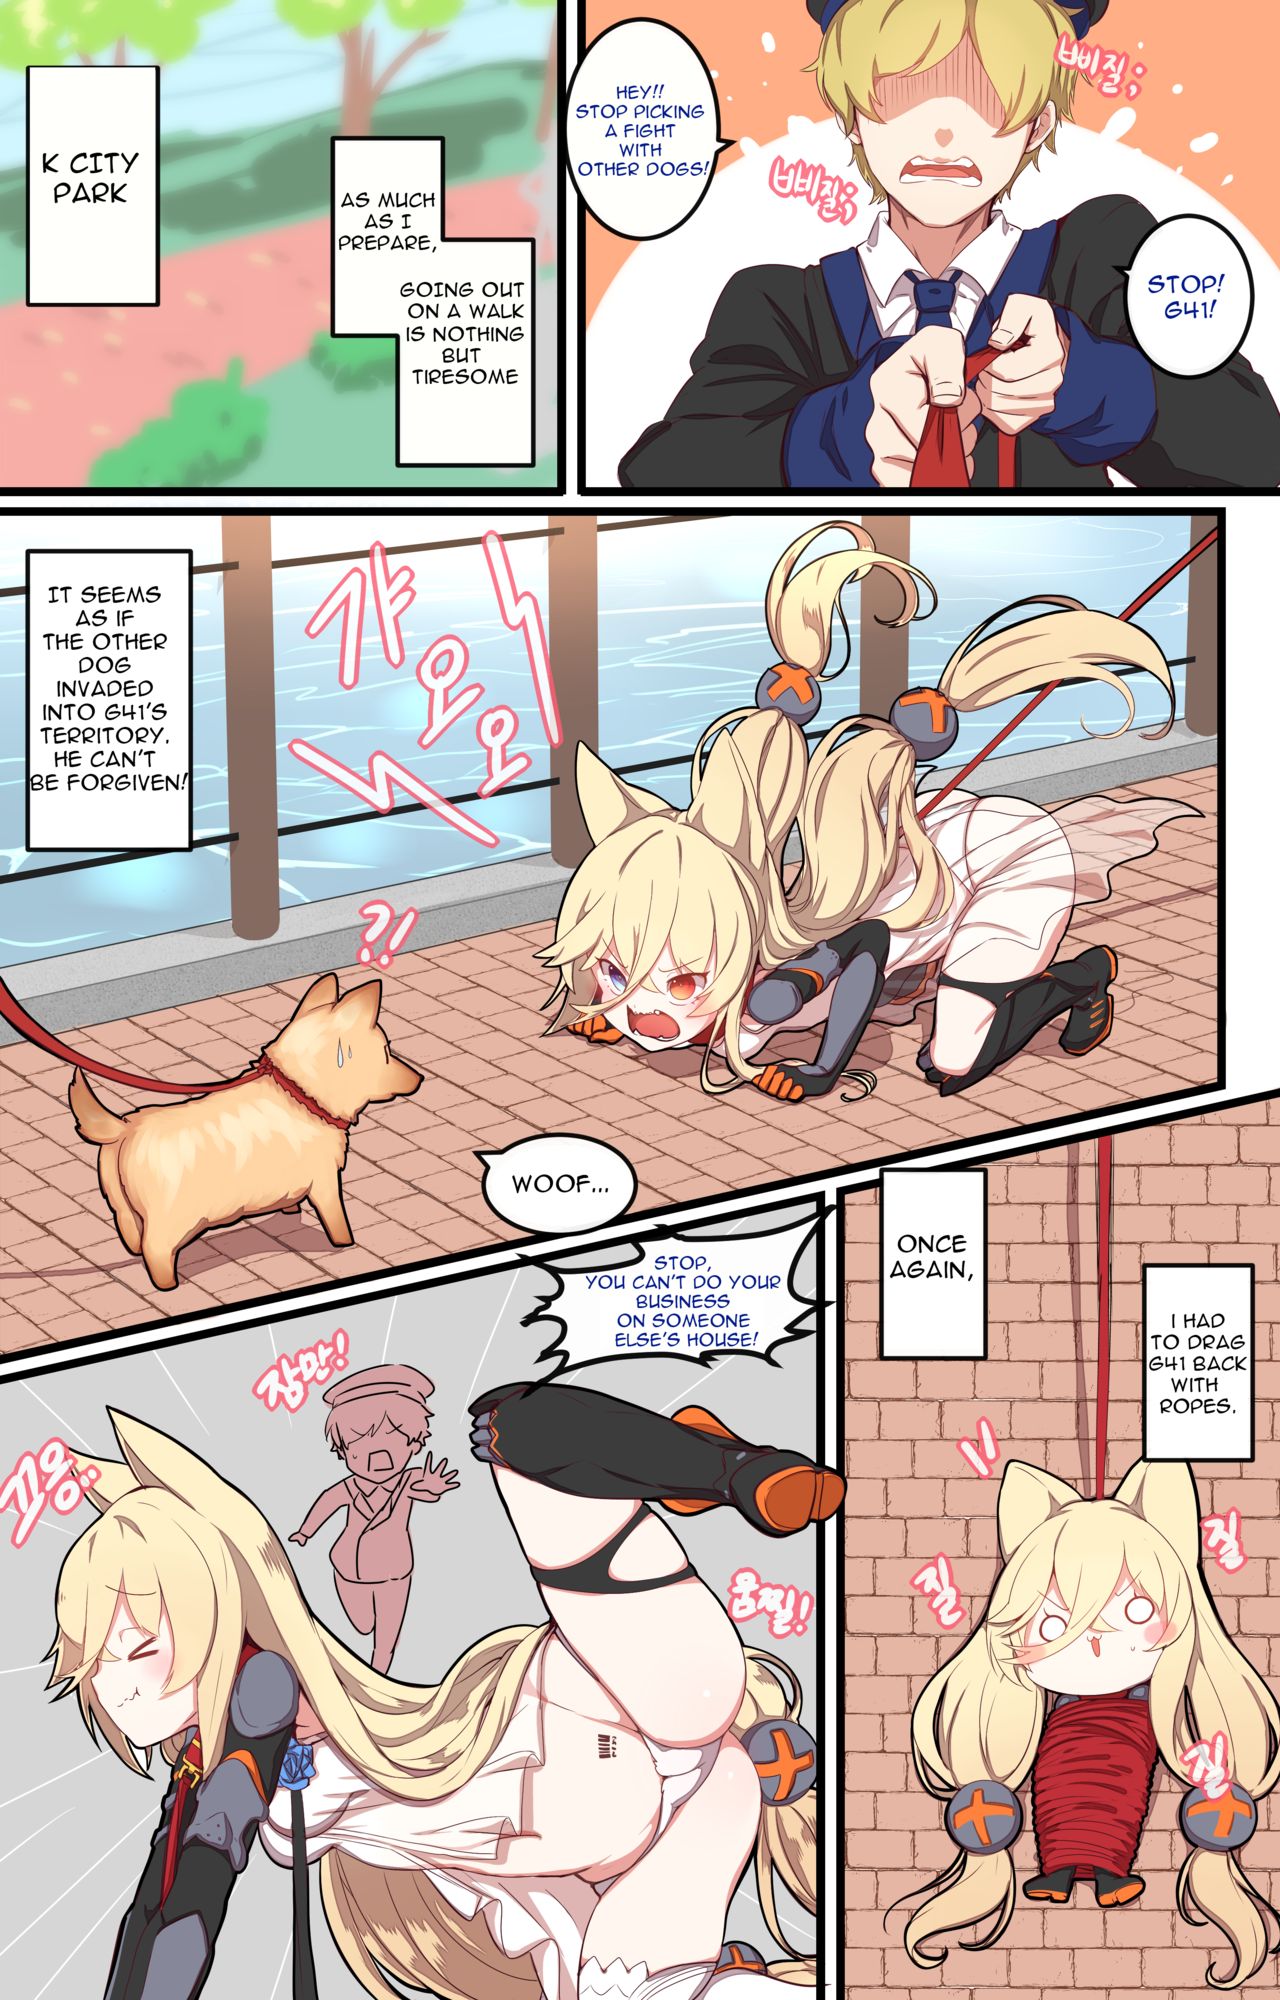 K CITY
PARK
AS MUCH
AS I
PREPARE,
GOING OUT
ON A WALK
IS NOTHING
BUT
TIRESOME
HEY!!
STOP PICKING
A FIGHT
WITH
OTHER DOGS!
삐질;
삐질;
STOP!
G41!
IT SEEMS
AS IF
THE OTHER
DOG
INVADED
INTO G41'S
TERRITORY.
HE CAN'T
BE FORGIVEN!
?!
WOOF...
STOP,
YOU CAN'T DO YOUR
BUSINESS
ON SOMEONE
ELSE'S HOUSE!
잠만!
끄응..
움찔!
ONCE
AGAIN,
I HAD
TO DRAG
G41 BACK
WITH
ROPES.
질
질
질